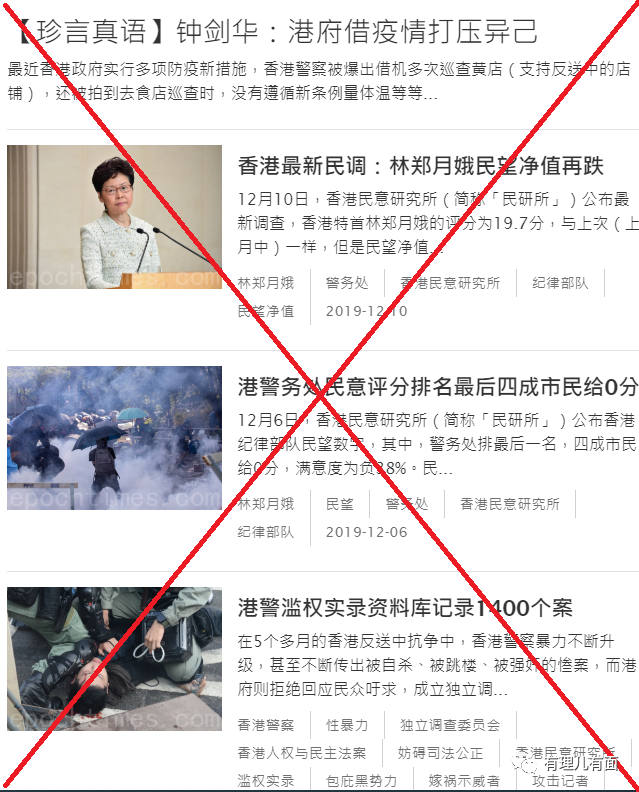 【珍言真语】钟剑华：港府借疫情打压异己
最近香港政府实行多项防疫新措施，香港警察被爆出借机多次巡查黄店（支持反送中的店
铺），还被拍到去食店巡查时，没有遵循新条例量体温等等...
香港最新民调：林郑月娥民望净值再跌
12月10日，香港民意研究所（简称「民研所」）公布最
新调查，香港特首林郑月娥的评分为19.7分，与上次（上
月中）一样，但是民望净值...
林郑月娥 警务处 香港民意研究所 纪律部队
民望净值 2019-12-10
epochtimes.com
港警务处民意评分排名最后四成市民给0分
12月6日，香港民意研究所（简称「民研所」）公布香港
纪律部队民望数字，其中，警务处排最后一名，四成市民
给0分，满意度为负28%。民...
林郑月娥 民望 警务处 香港民意研究所
纪律部队 2019-12-06
epochtimes.com
港警滥权实录资料库记录1400个案
在5个多月的香港反送中抗争中，香港警察暴力不断升
级，甚至不断传出被自杀、被跳楼、被强奸的惨案，而港
府则拒绝回应民众吁求，成立独立调...
epochtimes.com
香港警察 性暴力 独立调查委员会
香港人权与民主法案 妨碍司法公正 香港民意研究所
滥权实录 包庇黑势力 嫁祸示威者 攻击记者
有理儿有面